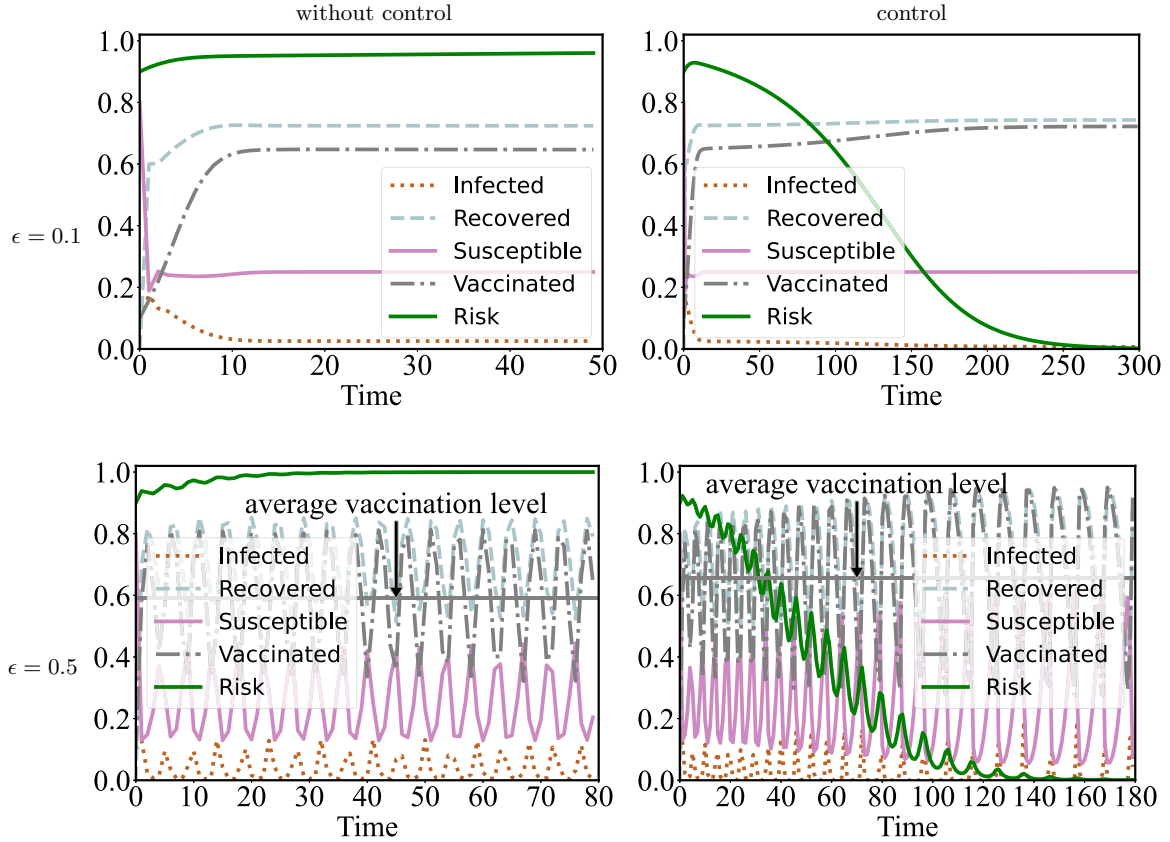 without control
control
1.0
0.8
0.6
0.4
0.2
0.0
Infected
Recovered
Susceptible
Vaccinated
Risk
0 10 20 30 40 50
Time
1.0
0.8
0.6
0.4
0.2
0.0
Infected
Recovered
Susceptible
Vaccinated
Risk
0 50 100 150 200 250 300
Time
ϵ = 0.1
1.0
0.8
0.6
0.4
0.2
0.0
average vaccination level
Infected
Recovered
Susceptible
Vaccinated
Risk
0 10 20 30 40 50 60 70 80
Time
1.0
0.8
0.6
0.4
0.2
0.0
average vaccination level
Infected
Recovered
Susceptible
Vaccinated
Risk
0 20 40 60 80 100 120 140 160 180
Time
ϵ = 0.5